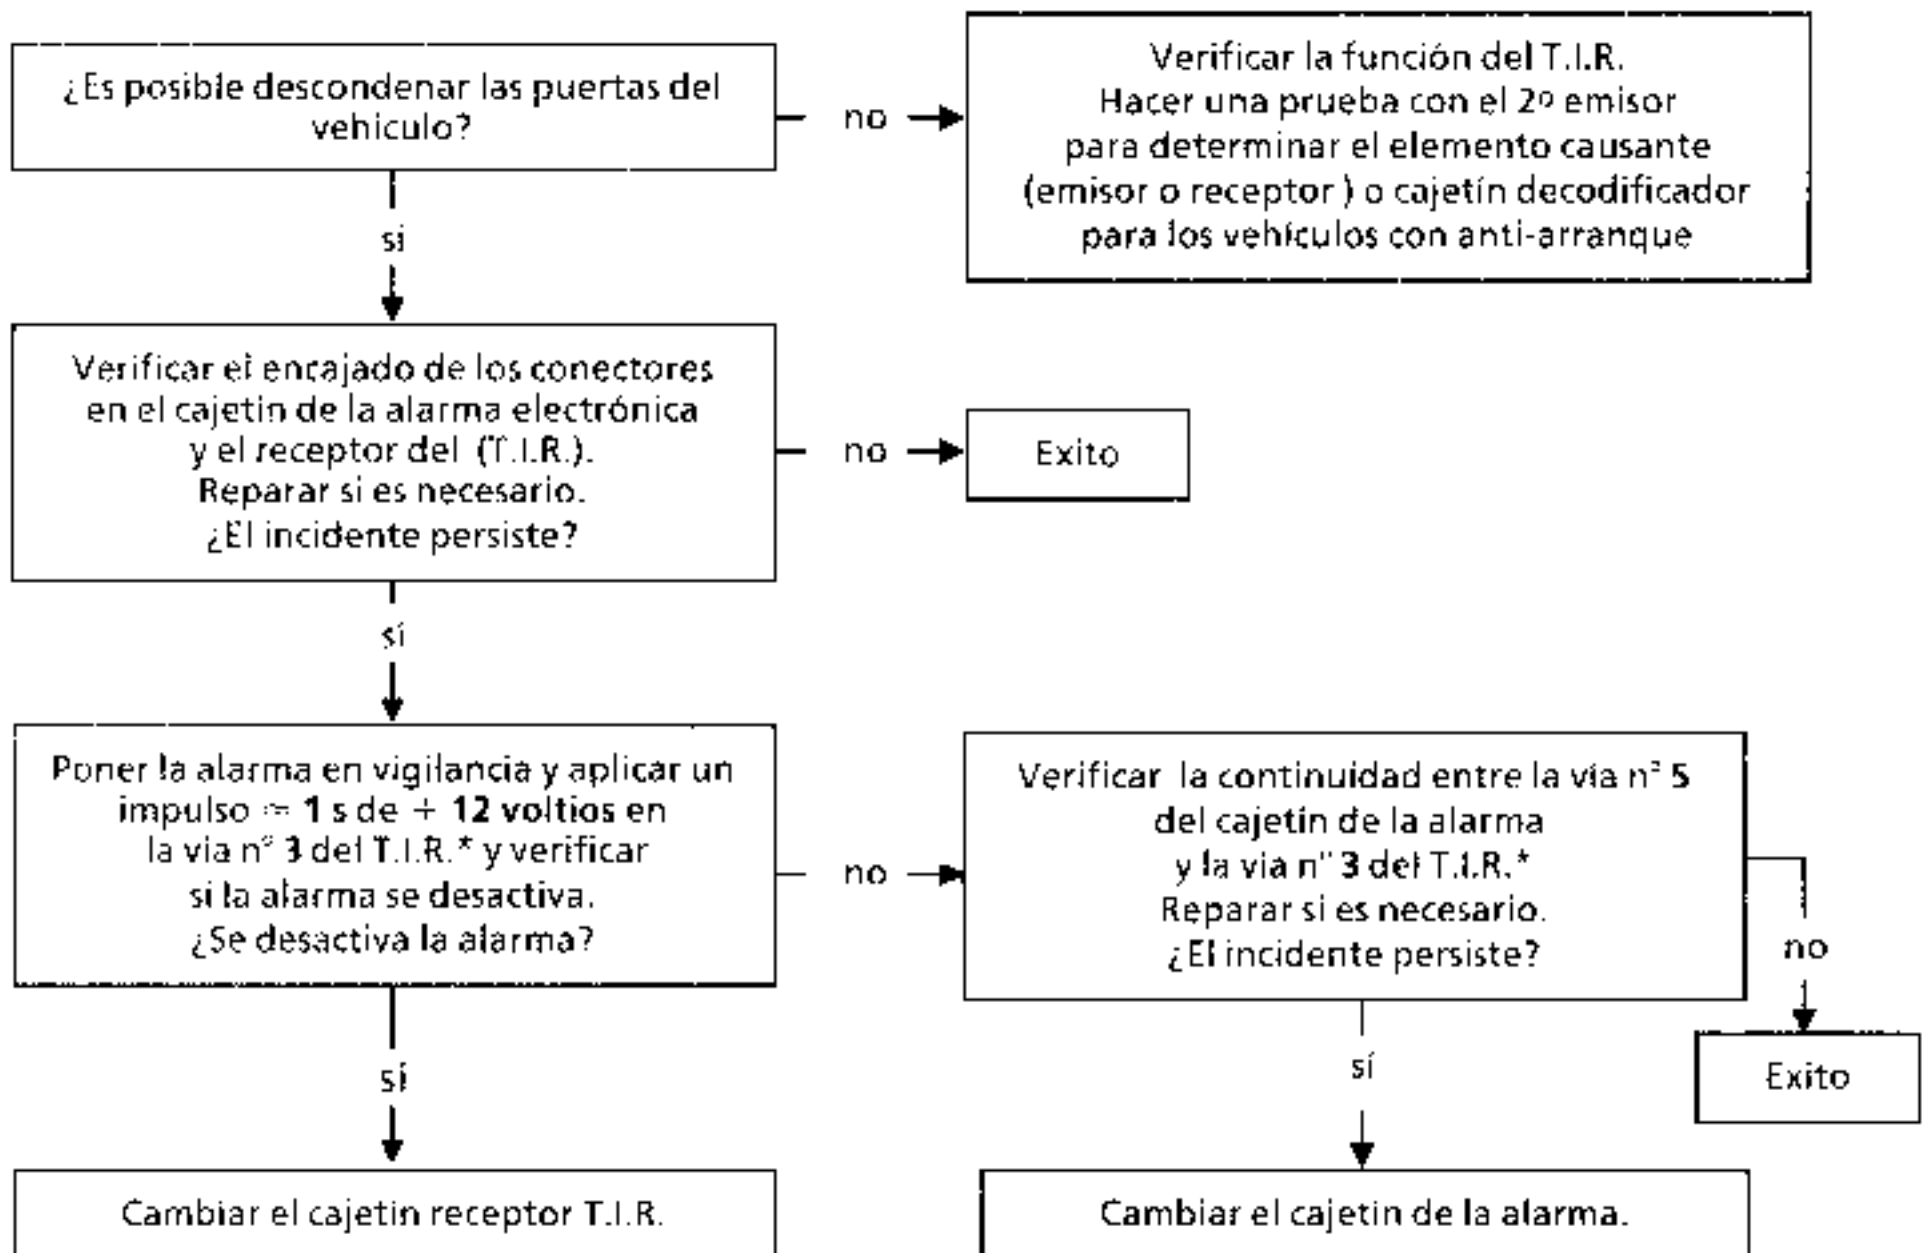 ¿Es posible descondenar las puertas del
vehiculo?
no
Verificar la función del T.I.R.
Hacer una prueba con el 2º emisor
para determinar el elemento causante
(emisor o receptor ) o cajetín decodificador
para los vehículos con anti-arranque
si
Verificar el encajado de los conectores
en el cajetin de la alarma electrónica
y el receptor del (T.I.R.).
Reparar si es necesario.
¿El incidente persiste?
no
Exito
sí
Poner la alarma en vigilancia y aplicar un
impulso ≈ 1 s de + 12 voltios en
la via n° 3 del T.I.R.* y verificar
si la alarma se desactiva.
¿Se desactiva la alarma?
no
Verificar la continuidad entre la vía n° 5
del cajetín de la alarma
y la via n° 3 del T.I.R.*
Reparar si es necesario.
¿El incidente persiste?
no
Exito
sí
sí
Cambiar el cajetin receptor T.I.R.
Cambiar el cajetin de la alarma.